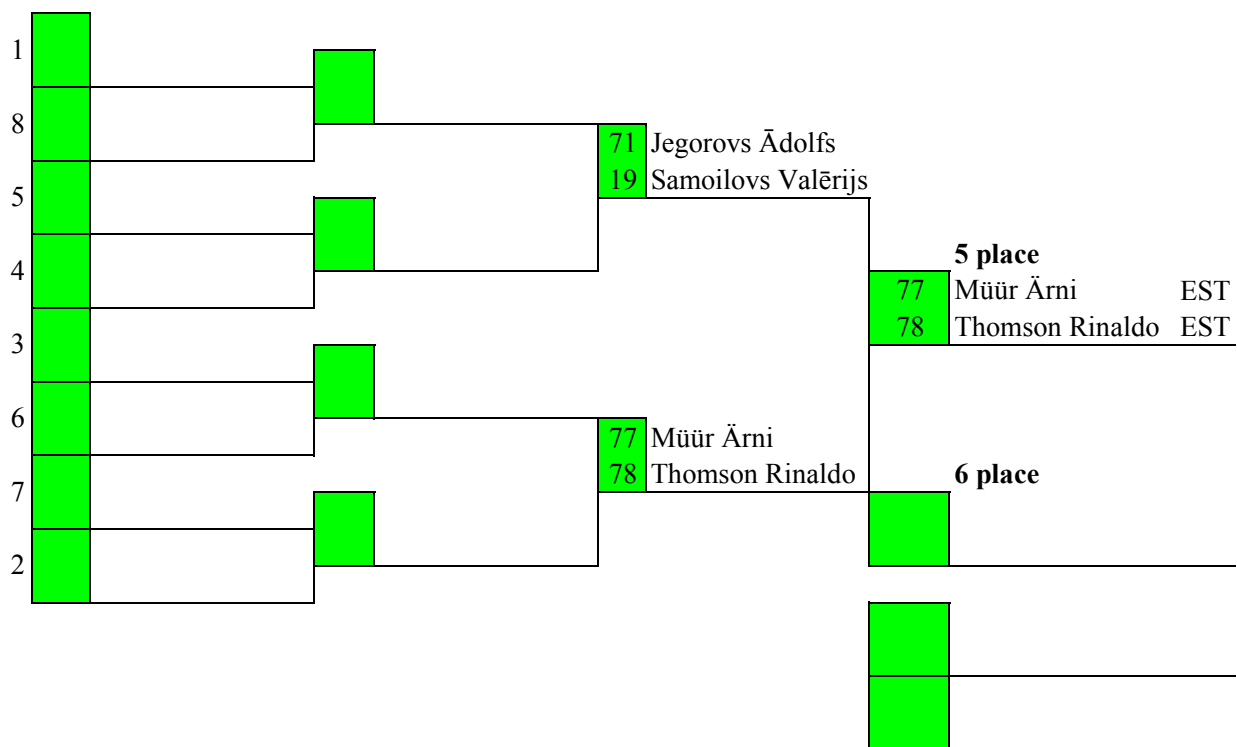 1
8
71 Jegorovs Ādolfs
19 Samoilovs Valērijs
5
5 place
4
77 Müür Ärni EST
78 Thomson Rinaldo EST
3
6
77 Müür Ärni
78 Thomson Rinaldo
6 place
7
2